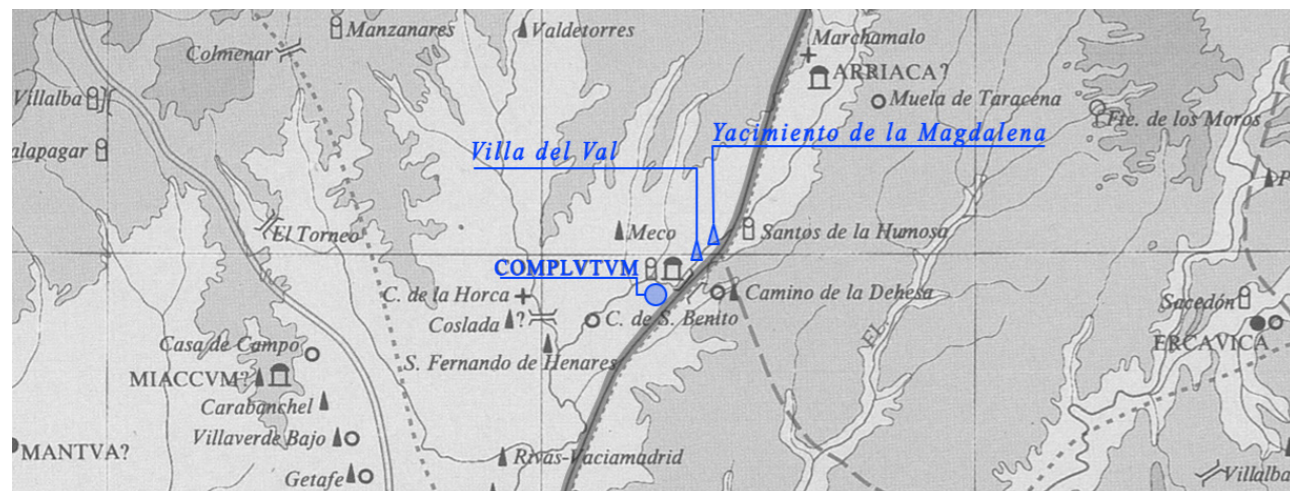 Manzanares
Valdetorres
Colmenar
Marchamalo
ARRIACA?
Villalba
Muela de Taracena
Fte. de los Moros
Yacimiento de la Magdalena
Villa del Val
alapagar
P
El Torneo
Meco
Santos de la Humosa
COMPLVTVM
C. de la Horca
Camino de la Dehesa
Sacedón
Coslada ?
C. de S. Benito
FL.
ERCAVICA
Casa de Campo
S. Fernando de Henares
MIACCVM?
Carabanchel
Villaverde Bajo
MANTVA?
Rivas-Vaciamadrid
Getafe
Villalba